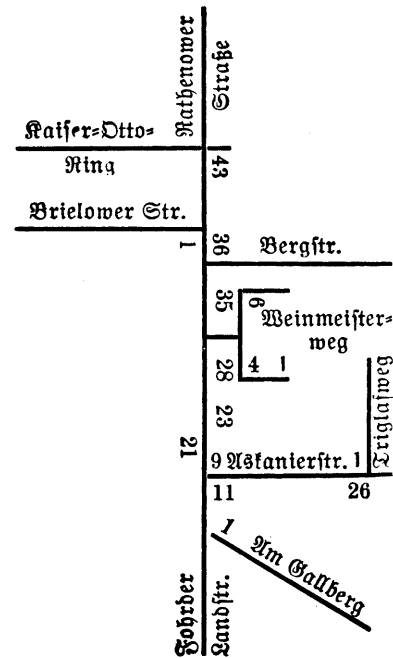 Rathenower
Straße
Kaiser-Otto-
Ring
43
Brielower Str.
1
36
Bergstr.
35
6
Weinmeister-
weg
28
4 1
23
Triglafweg
21
9 Askanierstr. 1
11
26
1 Am Gallberg
Fohrder
Landstr.